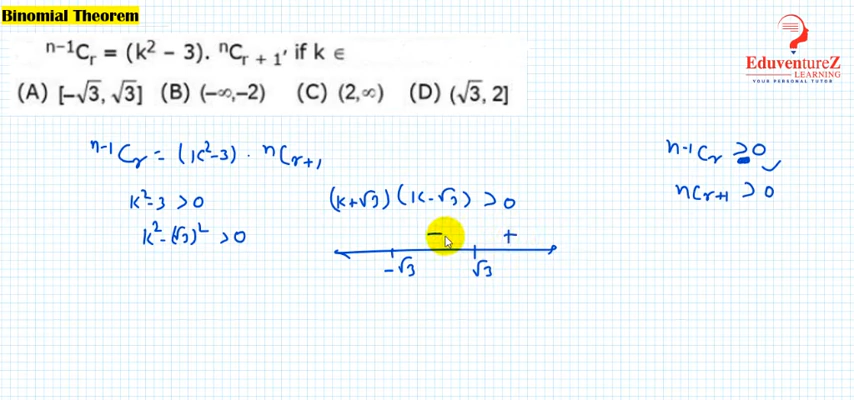 Binomial Theorem
EduventureZ
LEARNING
YOUR PERSONAL TUTOR
ⁿ⁻¹Cᵣ = (k² – 3). ⁿCᵣ ₊ ₁, if k ∈
(A) [–√3, √3] (B) (–∞,–2) (C) (2,∞) (D) (√3, 2]
ⁿ⁻¹Cᵣ = (k²-3) · ⁿCᵣ₊₁
n-1Cᵣ ≥0
k²-3 >0
(k+√3) (k-√3) >0
nCᵣ₊₁ >0
k²-(√3)² >0
– +
-√3 √3